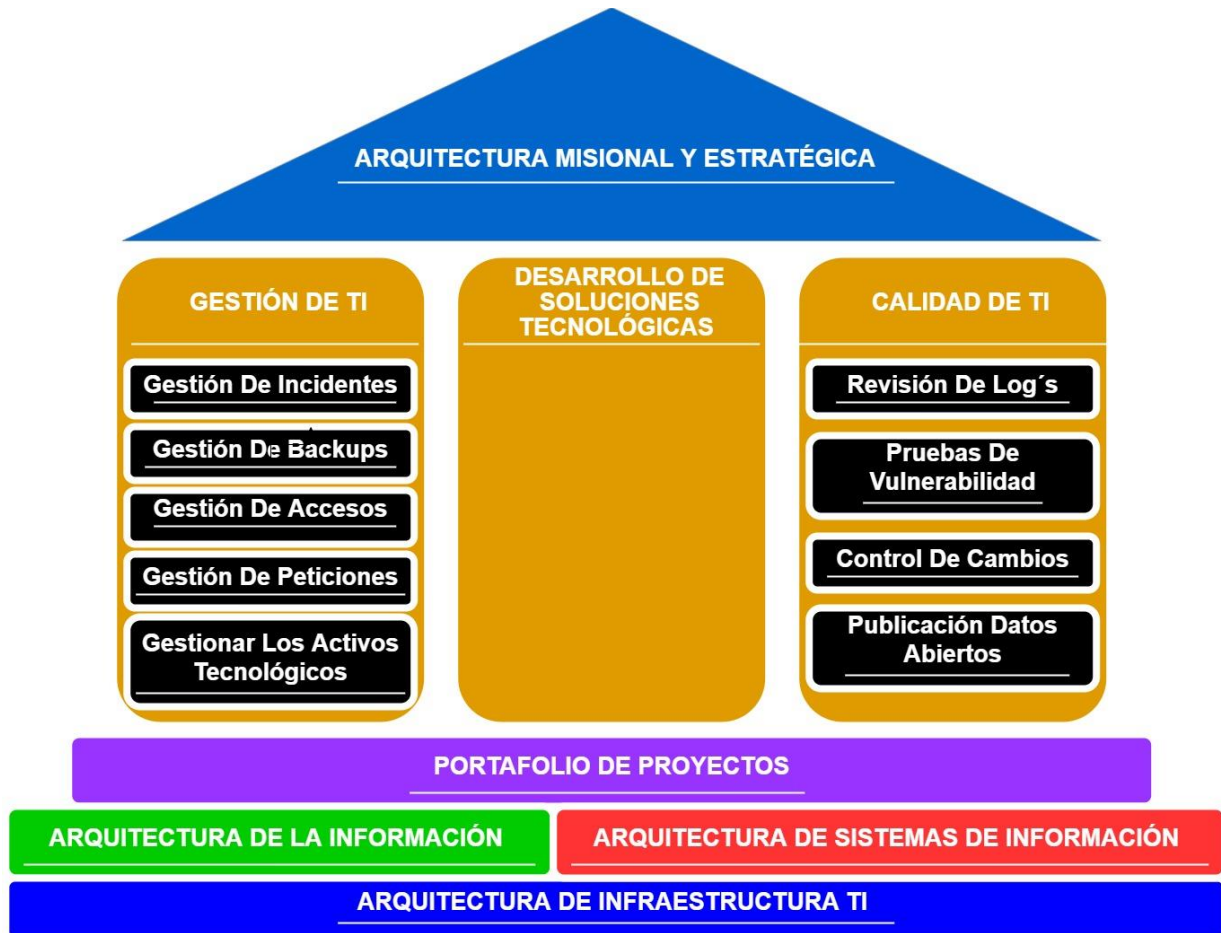 ARQUITECTURA MISIONAL Y ESTRATÉGICA
GESTIÓN DE TI
Gestión De Incidentes
Gestión De Backups
Gestión De Accesos
Gestión De Peticiones
Gestionar Los Activos
Tecnológicos
DESARROLLO DE
SOLUCIONES
TECNOLÓGICAS
CALIDAD DE TI
Revisión De Log´s
Pruebas De
Vulnerabilidad
Control De Cambios
Publicación Datos
Abiertos
PORTAFOLIO DE PROYECTOS
ARQUITECTURA DE LA INFORMACIÓN
ARQUITECTURA DE SISTEMAS DE INFORMACIÓN
ARQUITECTURA DE INFRAESTRUCTURA TI